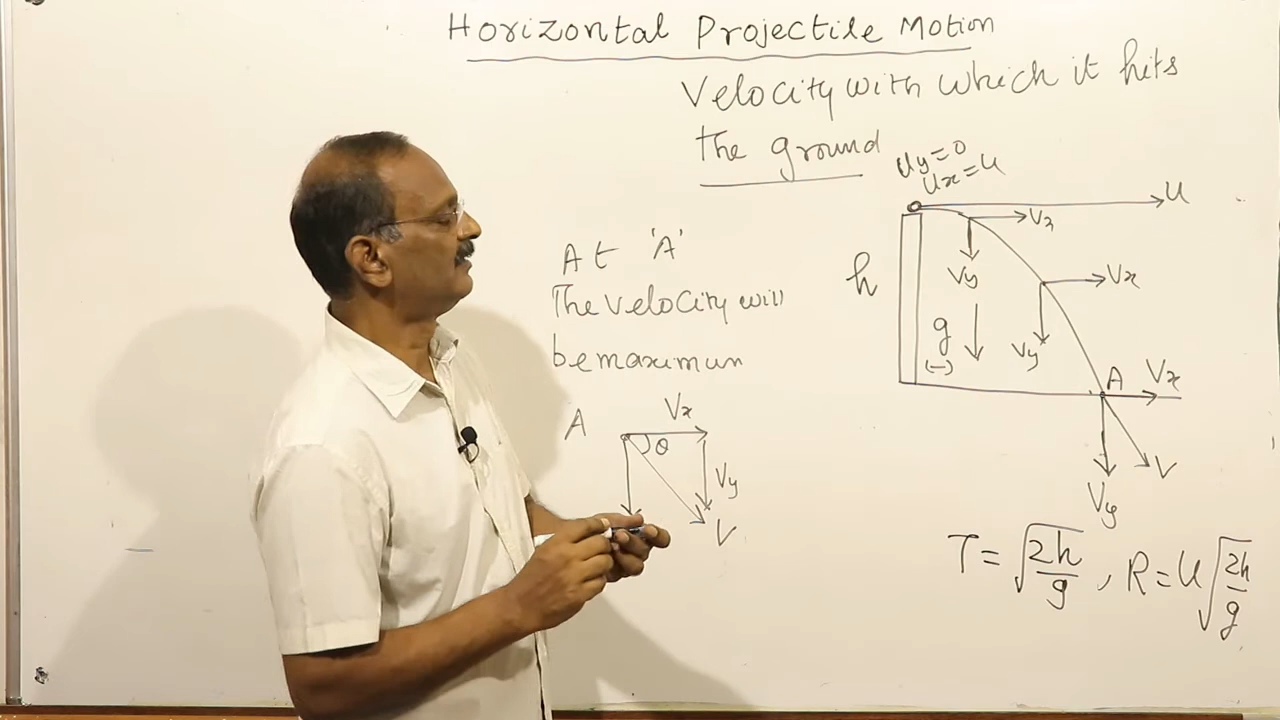 Horizontal Projectile Motion
Velocity with which it hits
the ground
uy=0
ux=u
u
Vx
Vy
h
Vx
Vy
g
(-)
A
Vx
V
Vy
At 'A'
The velocity will
be maximum
A
Vx
θ
Vy
V
T=√2h/g, R=u√2h/g